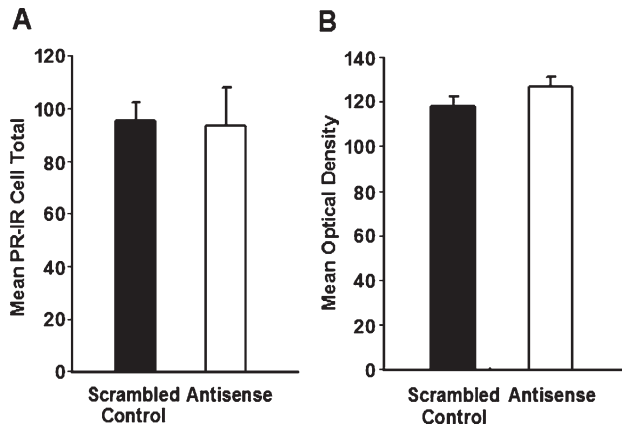 A
Mean PR-IR Cell Total
120
100
80
60
40
20
0
Scrambled Antisense
Control
B
Mean Optical Density
140
120
100
80
60
40
20
0
Scrambled Antisense
Control